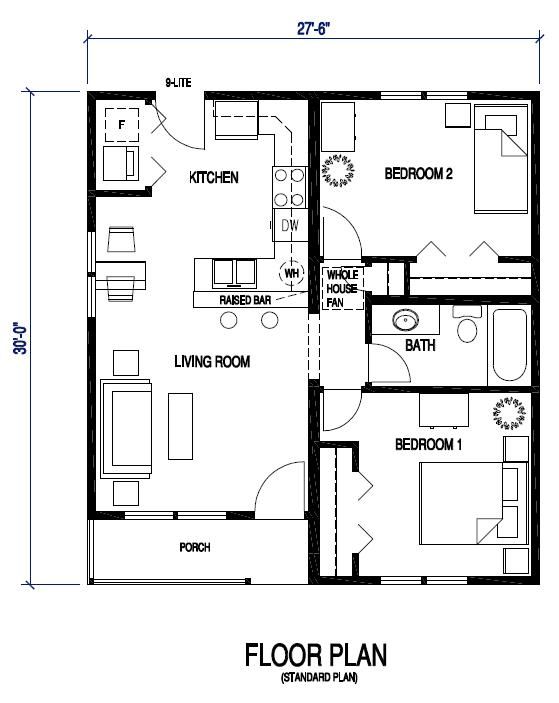 27'-6"
9-LITE
F
KITCHEN
BEDROOM 2
DW
WH
WHOLE
HOUSE
FAN
RAISED BAR
30'-0"
BATH
LIVING ROOM
BEDROOM 1
PORCH
FLOOR PLAN
(STANDARD PLAN)